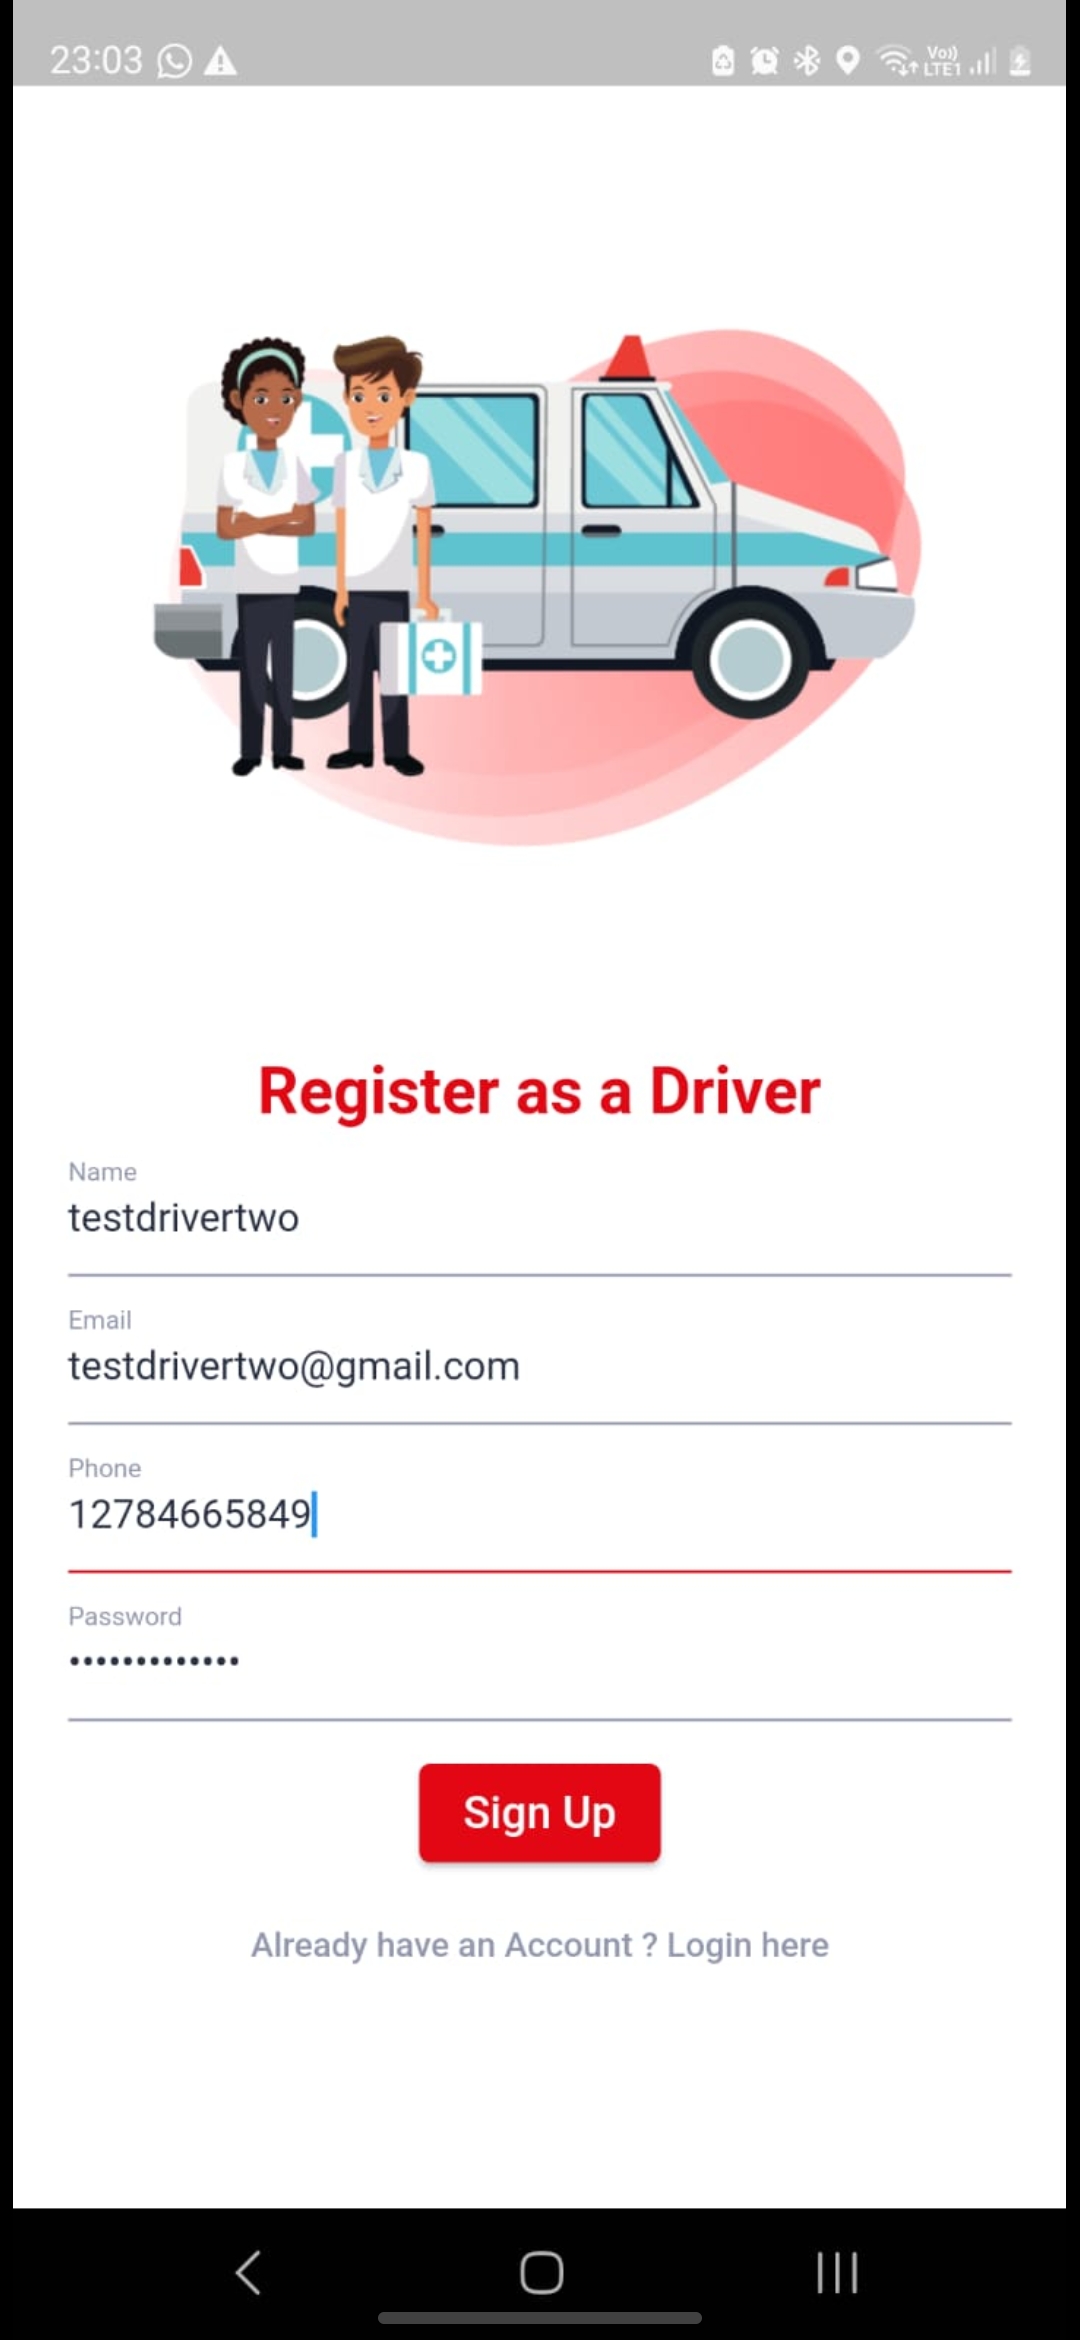 23:03
Vo))
LTE1
Register as a Driver
Name
testdrivertwo
Email
testdrivertwo@gmail.com
Phone
12784665849
Password
•••••••••••••
Sign Up
Already have an Account ? Login here